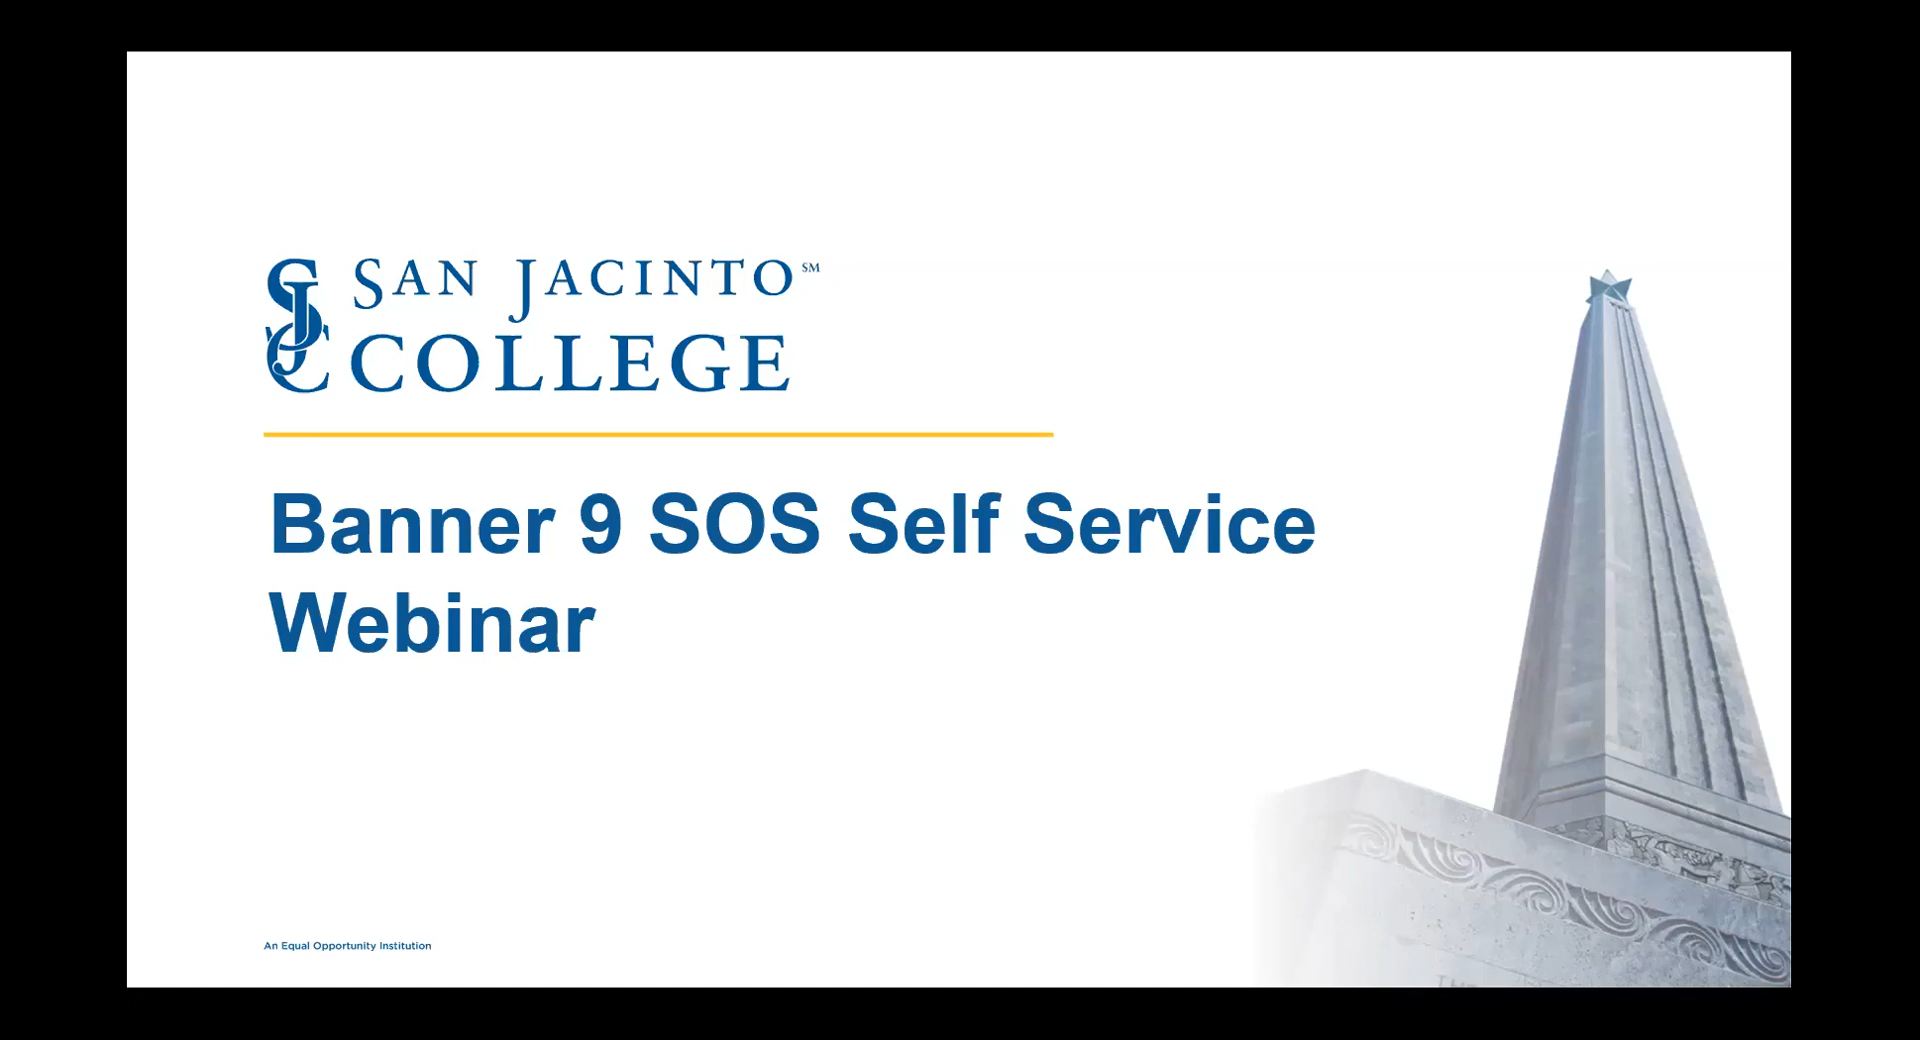 SAN JACINTO℠
COLLEGE
Banner 9 SOS Self Service
Webinar
An Equal Opportunity Institution